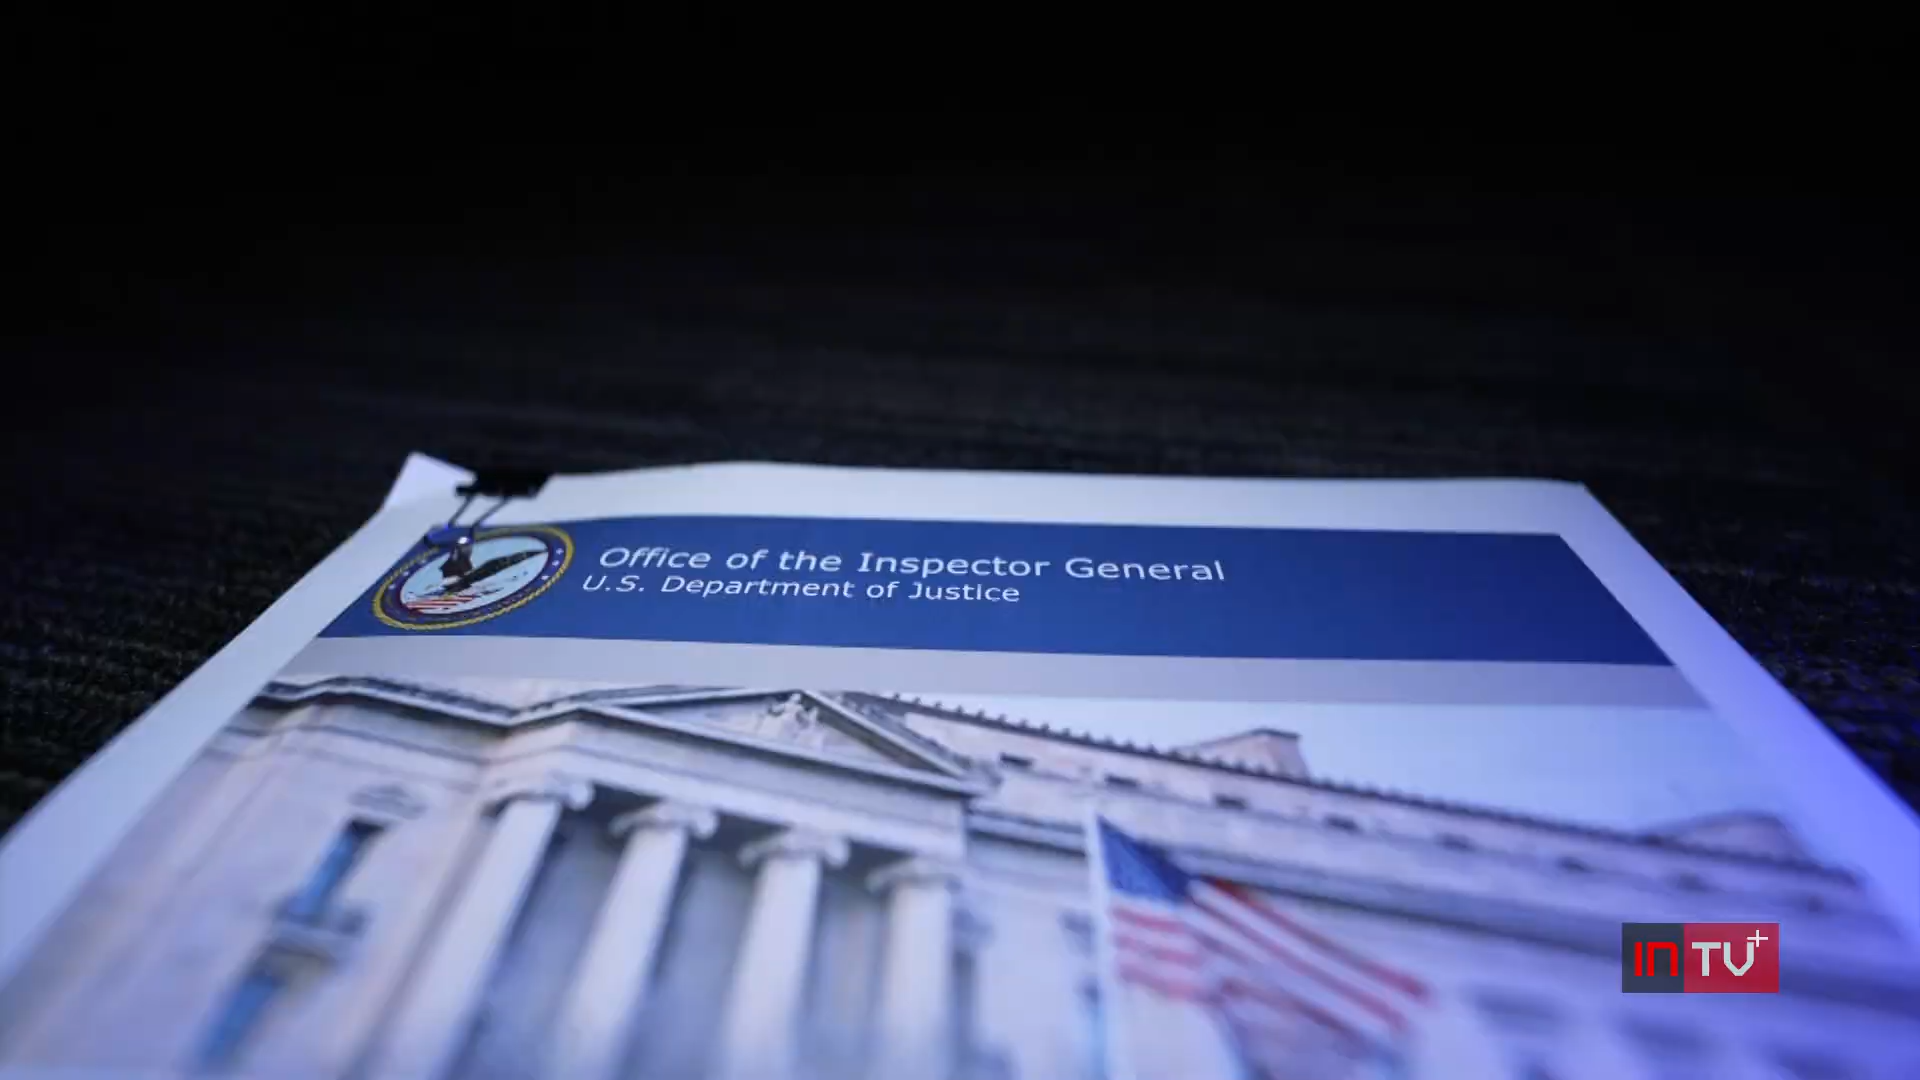 Office of the Inspector General
U.S. Department of Justice
InTV+